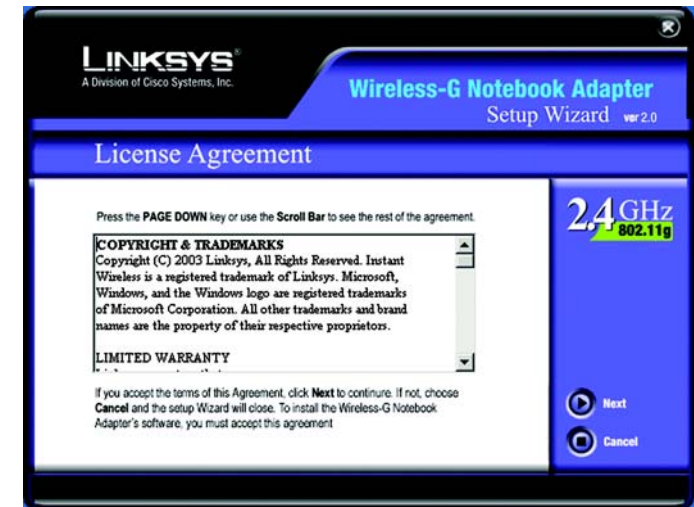 LINKSYS®
A Division of Cisco Systems, Inc.
Wireless-G Notebook Adapter
Setup Wizard ver 2.0
License Agreement
Press the PAGE DOWN key or use the Scroll Bar to see the rest of the agreement.
COPYRIGHT & TRADEMARKS
Copyright (C) 2003 Linksys, All Rights Reserved. Instant
Wireless is a registered trademark of Linksys. Microsoft,
Windows, and the Windows logo are registered trademarks
of Microsoft Corporation. All other trademarks and brand
names are the property of their respective proprietors.
LIMITED WARRANTY
If you accept the terms of this Agreement, click Next to continue. If not, choose
Cancel and the setup Wizard will close. To install the Wireless-G Notebook
Adapter's software, you must accept this agreement
2.4 GHz
802.11g
Next
Cancel